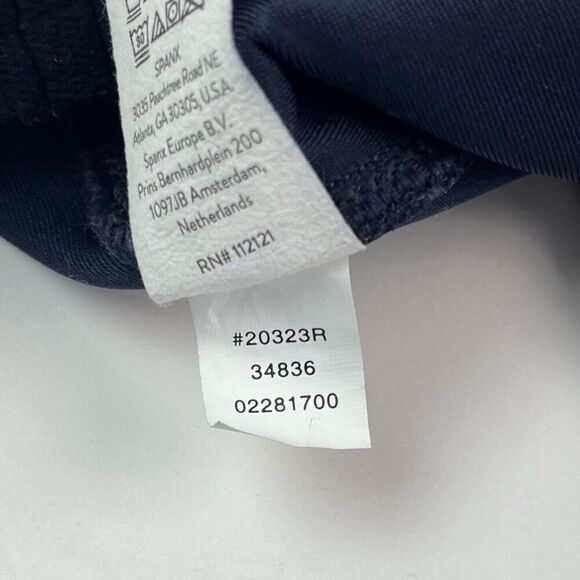 30
SPANX
3035 Peachtree Road NE
Atlanta, GA 30305, U.S.A.
Spanx Europe B.V.
Prins Bernhardplein 200
1097JB Amsterdam,
Netherlands
RN# 112121
#20323R
34836
02281700